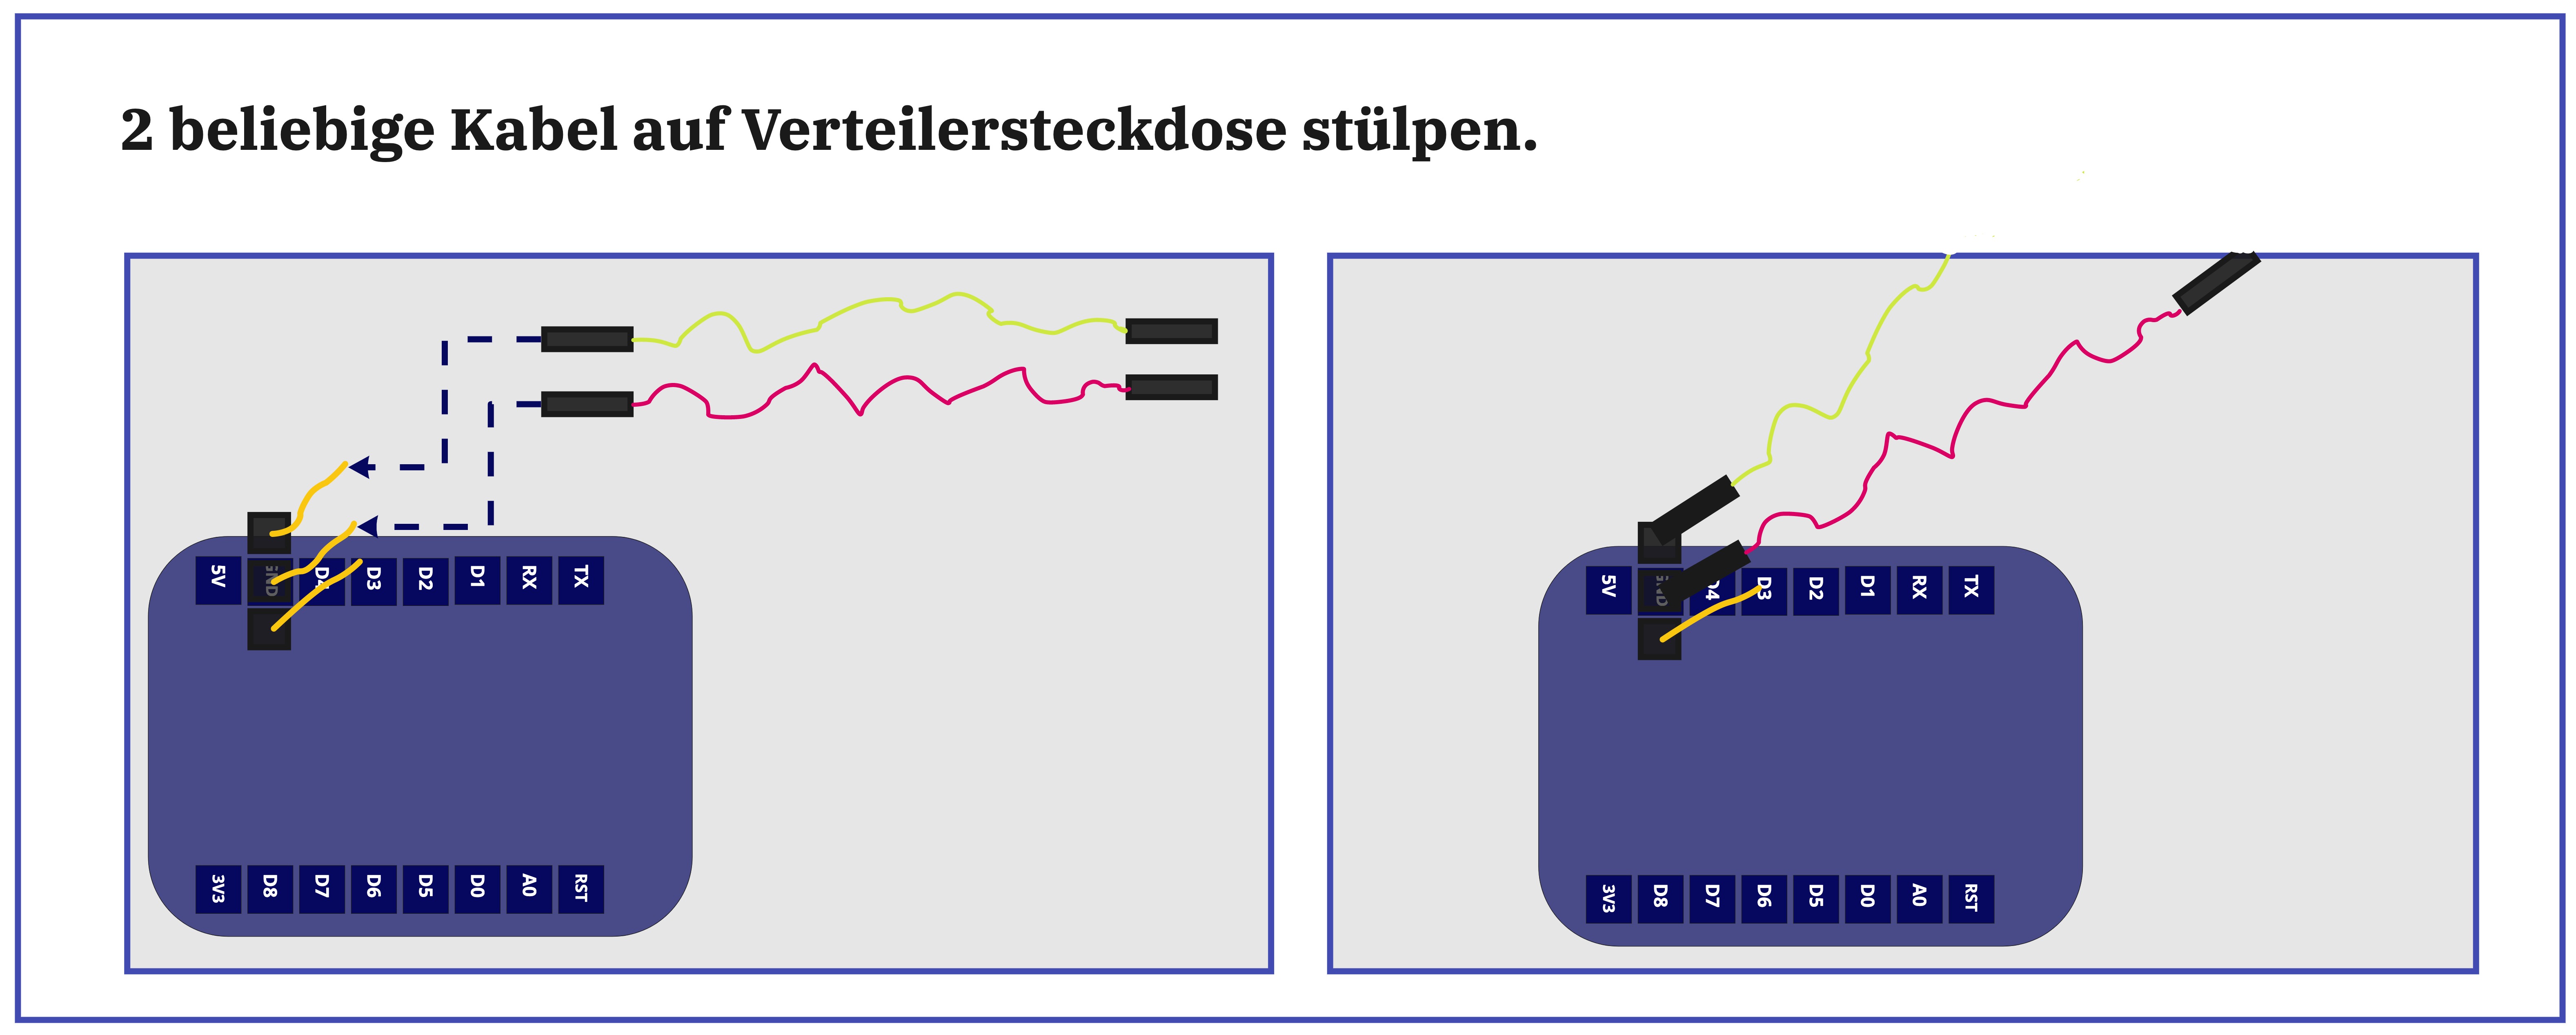 2 beliebige Kabel auf Verteilersteckdose stülpen.
5V GND D4 D3 D2 D1 RX TX
3V3 D8 D7 D6 D5 D0 A0 RST
5V GND D4 D3 D2 D1 RX TX
3V3 D8 D7 D6 D5 D0 A0 RST